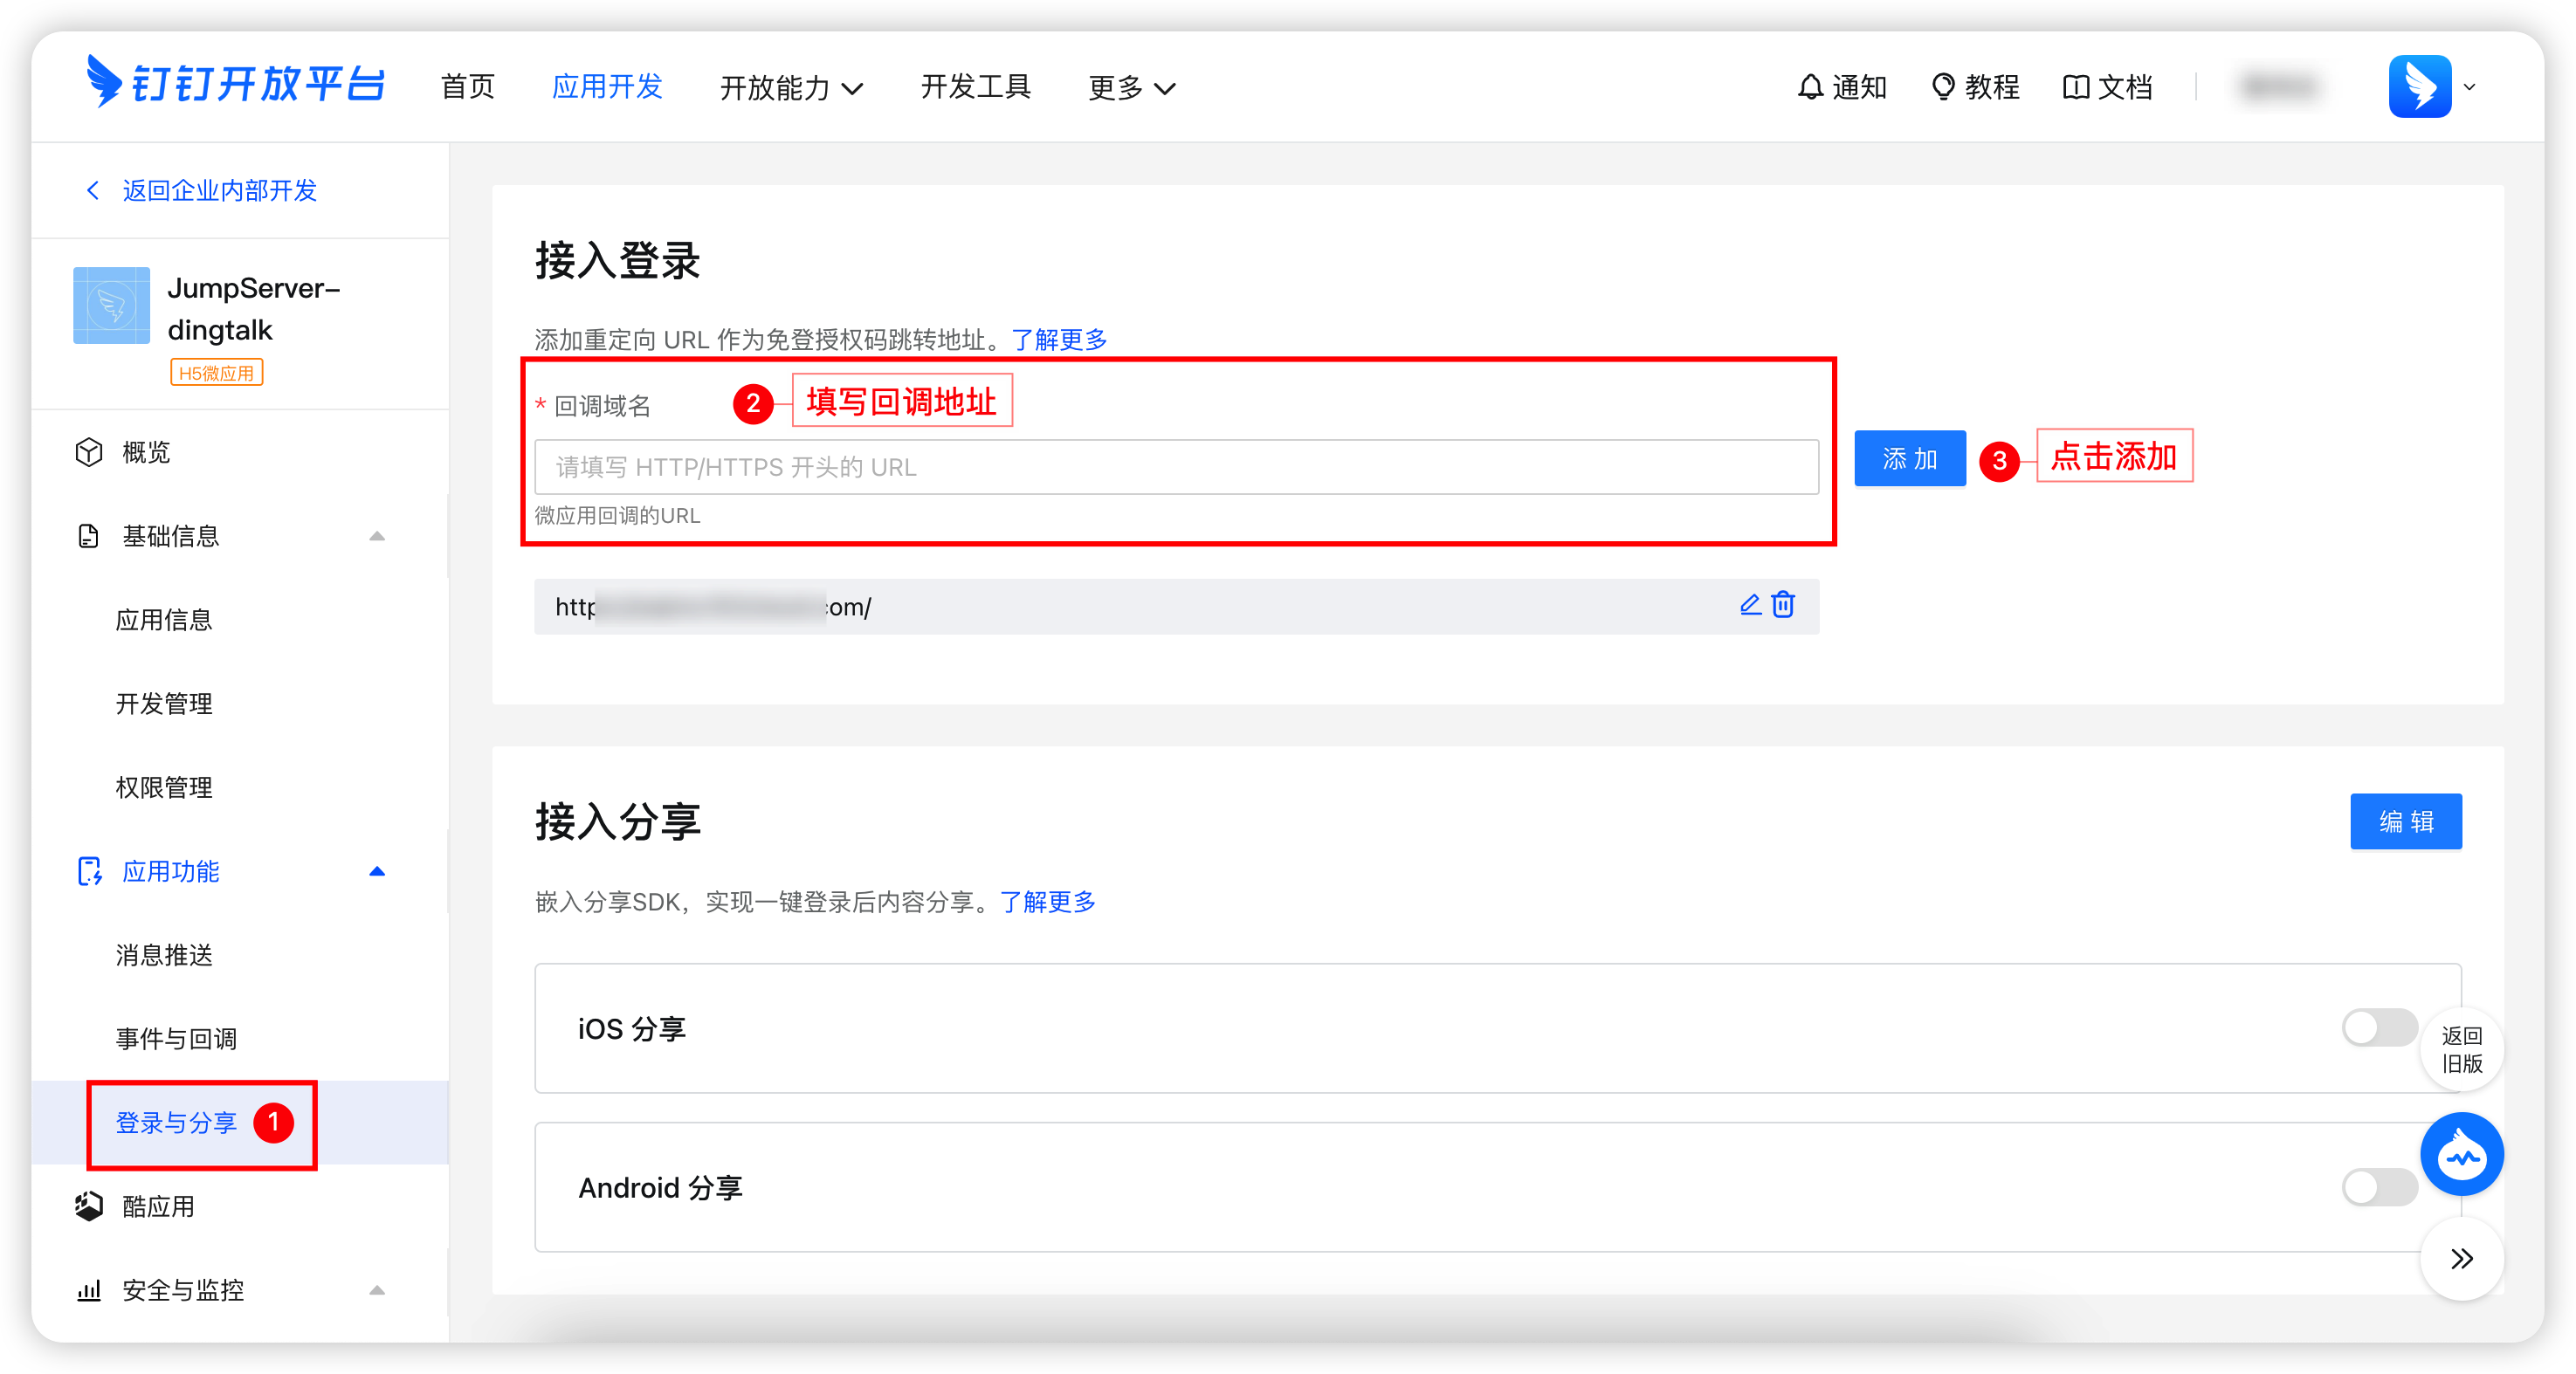 钉钉开放平台 首页 应用开发 开放能力 开发工具 更多 通知 教程 文档
返回企业内部开发
JumpServer-
dingtalk
H5微应用
概览
基础信息
应用信息
开发管理
权限管理
应用功能
消息推送
事件与回调
登录与分享 1
酷应用
安全与监控
接入登录
添加重定向 URL 作为免登授权码跳转地址。了解更多
* 回调域名 2 填写回调地址
请填写 HTTP/HTTPS 开头的 URL
添 加 3 点击添加
微应用回调的URL
http com/
接入分享
编 辑
嵌入分享SDK，实现一键登录后内容分享。了解更多
iOS 分享
Android 分享
返回
旧版